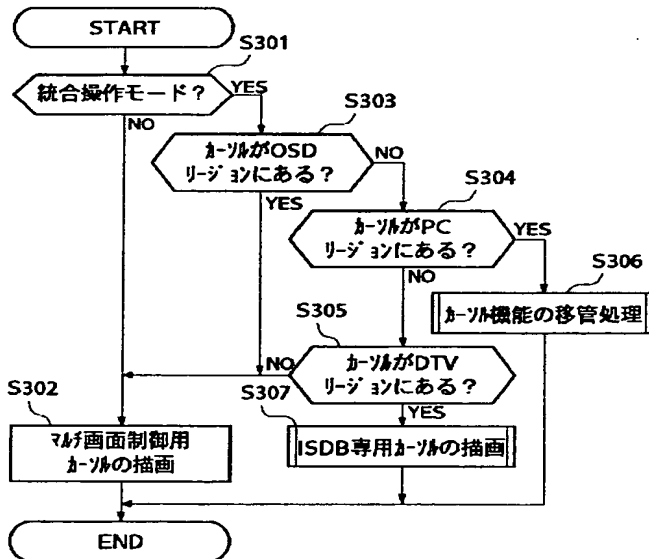 START
S301
統合操作モード？
YES
NO
S303
ｶｰｿﾙがOSD
ﾘｰｼﾞｮﾝにある？
NO
YES
S304
ｶｰｿﾙがPC
ﾘｰｼﾞｮﾝにある？
YES
NO
S306
ｶｰｿﾙ機能の移管処理
S305
ｶｰｿﾙがDTV
ﾘｰｼﾞｮﾝにある？
NO
YES
S302
ﾏﾙﾁ画面制御用
ｶｰｿﾙの描画
S307
ISDB専用ｶｰｿﾙの描画
END